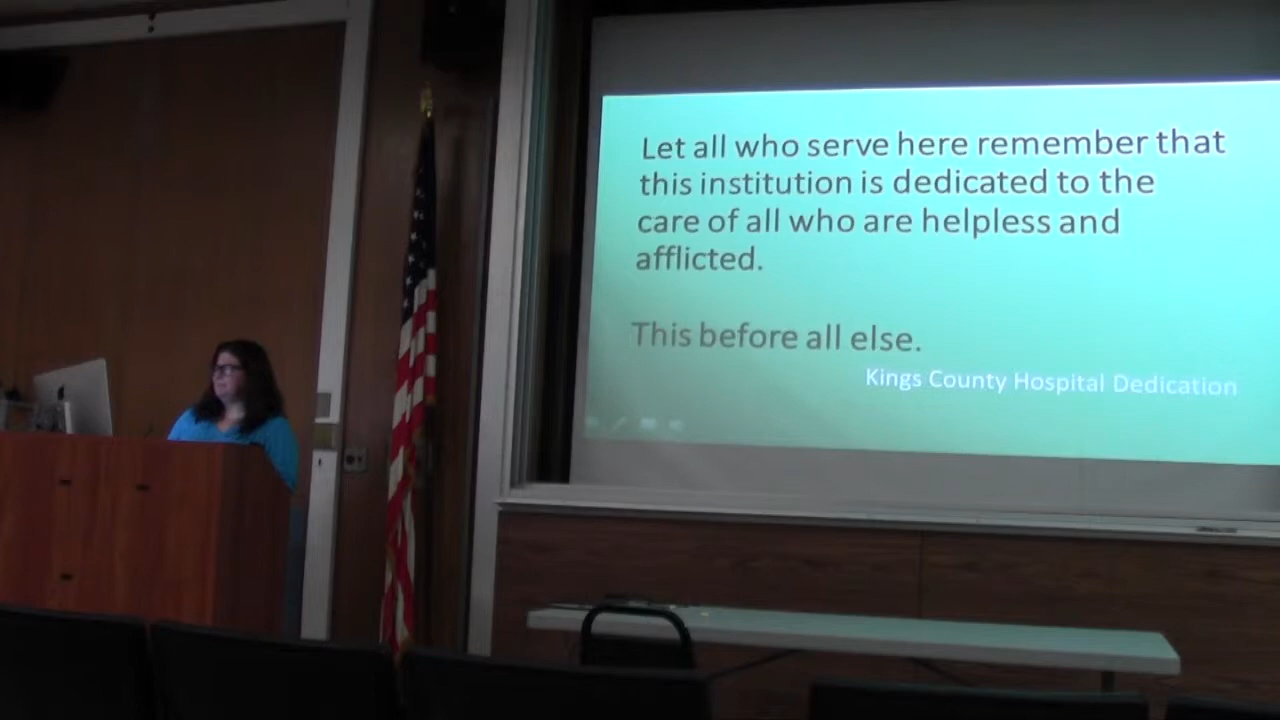 Let all who serve here remember that
this institution is dedicated to the
care of all who are helpless and
afflicted.
This before all else.
Kings County Hospital Dedication